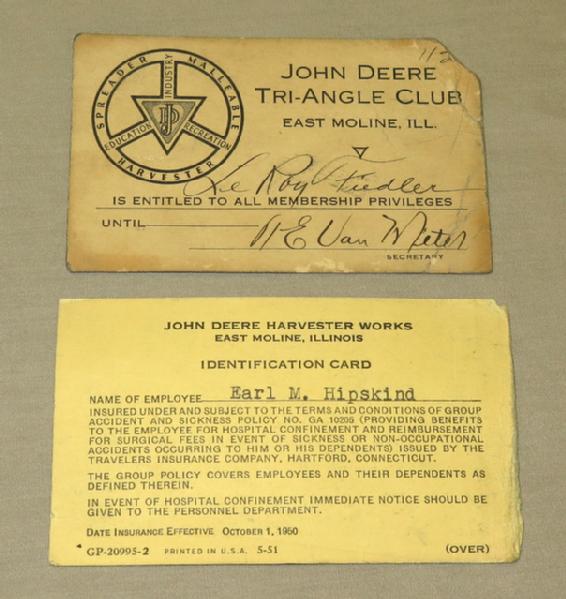 11-2
SPREADER MALLEABLE HARVESTER
INDUSTRY
EDUCATION RECREATION
JD
JOHN DEERE
TRI-ANGLE CLUB
EAST MOLINE, ILL.
Le Roy Fiedler
IS ENTITLED TO ALL MEMBERSHIP PRIVILEGES
UNTIL
H E Van Meter
SECRETARY
JOHN DEERE HARVESTER WORKS
EAST MOLINE, ILLINOIS
IDENTIFICATION CARD
NAME OF EMPLOYEE Earl M. Hipskind
INSURED UNDER AND SUBJECT TO THE TERMS AND CONDITIONS OF GROUP
ACCIDENT AND SICKNESS POLICY NO. GA 10205 (PROVIDING BENEFITS
TO THE EMPLOYEE FOR HOSPITAL CONFINEMENT AND REIMBURSEMENT
FOR SURGICAL FEES IN EVENT OF SICKNESS OR NON-OCCUPATIONAL
ACCIDENTS OCCURRING TO HIM OR HIS DEPENDENTS) ISSUED BY THE
TRAVELERS INSURANCE COMPANY, HARTFORD, CONNECTICUT.
THE GROUP POLICY COVERS EMPLOYEES AND THEIR DEPENDENTS AS
DEFINED THEREIN.
IN EVENT OF HOSPITAL CONFINEMENT IMMEDIATE NOTICE SHOULD BE
GIVEN TO THE PERSONNEL DEPARTMENT.
DATE INSURANCE EFFECTIVE OCTOBER 1, 1950
GP-20995-2 PRINTED IN U.S.A. 5-51 (OVER)